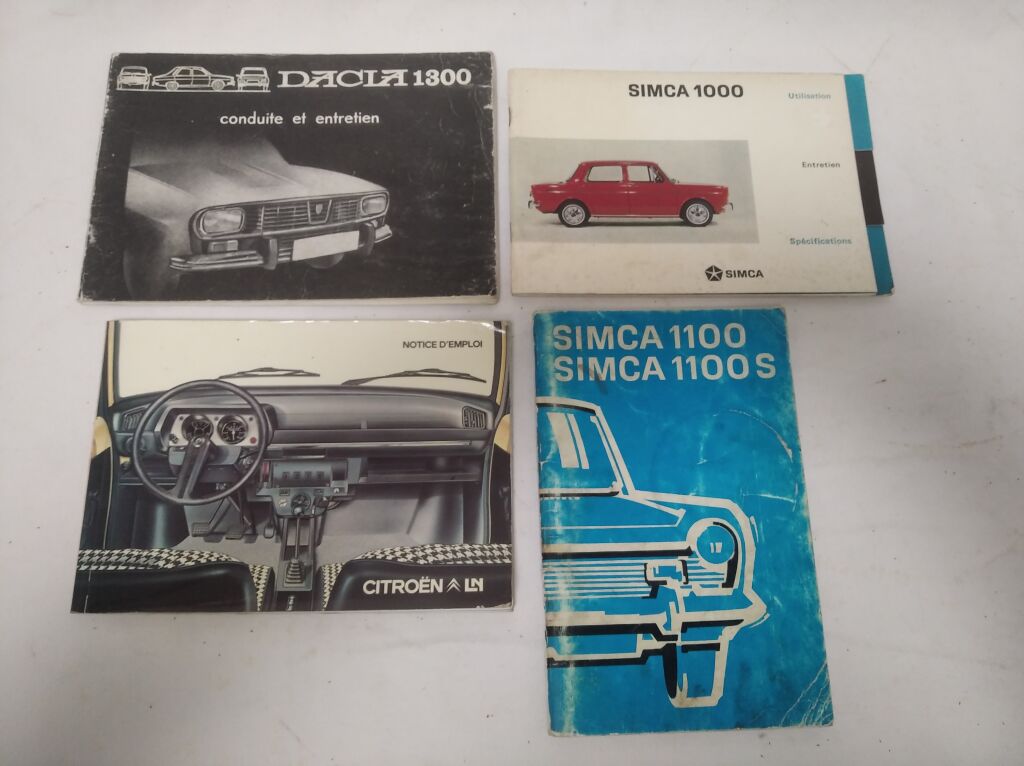 DACIA 1300
conduite et entretien
SIMCA 1000
Utilisation
Entretien
Spécifications
SIMCA
NOTICE D'EMPLOI
CITROËN LN
SIMCA 1100
SIMCA 1100 S